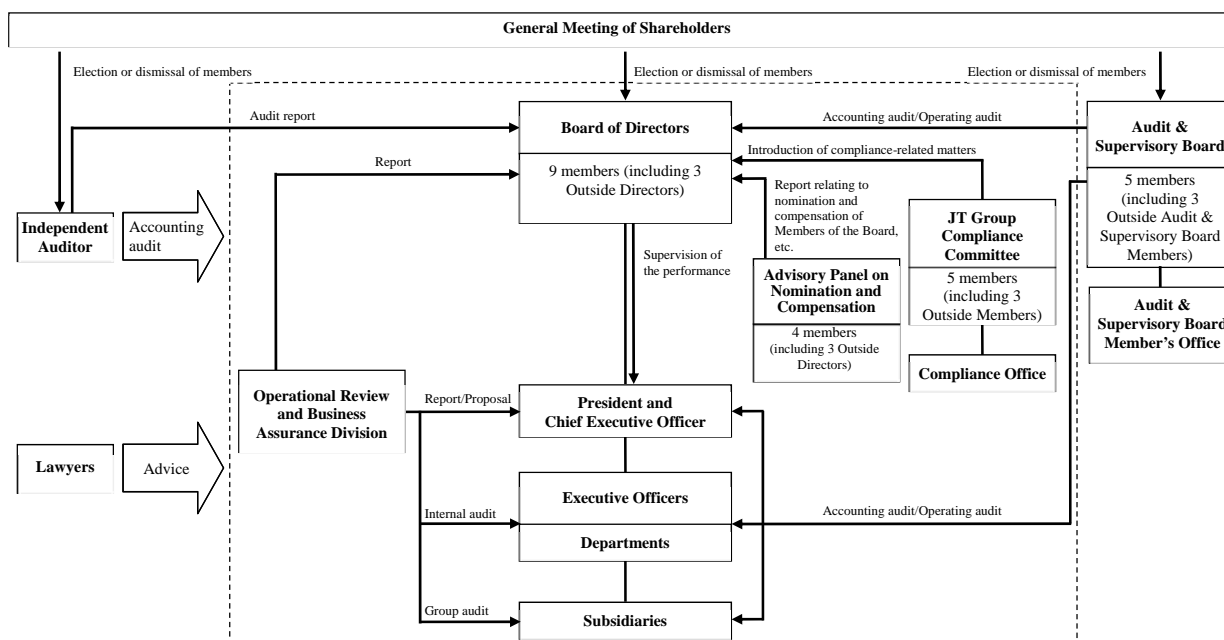 General Meeting of Shareholders
Election or dismissal of members
Election or dismissal of members
Election or dismissal of members
Audit report
Board of Directors
Accounting audit/Operating audit
Audit &
Supervisory Board
Report
9 members (including 3
Outside Directors)
Introduction of compliance-related matters
Report relating to
nomination and
compensation of
Members of the Board,
etc.
5 members
(including 3
Outside Audit &
Supervisory Board
Members)
Independent
Auditor
Accounting
audit
JT Group
Compliance
Committee
Supervision of
the performance
Advisory Panel on
Nomination and
Compensation
5 members
(including 3
Outside Members)
4 members
(including 3 Outside
Directors)
Audit &
Supervisory Board
Member's Office
Compliance Office
Operational Review
and Business
Assurance Division
Report/Proposal
President and
Chief Executive Officer
Lawyers
Advice
Executive Officers
Internal audit
Accounting audit/Operating audit
Departments
Group audit
Subsidiaries